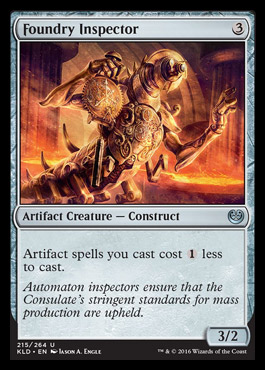 Foundry Inspector 3
Artifact Creature — Construct
Artifact spells you cast cost 1 less
to cast.
Automaton inspectors ensure that the
Consulate's stringent standards for mass
production are upheld.
3/2
215/264 U
KLD • EN JASON A. ENGLE
™ & © 2016 Wizards of the Coast